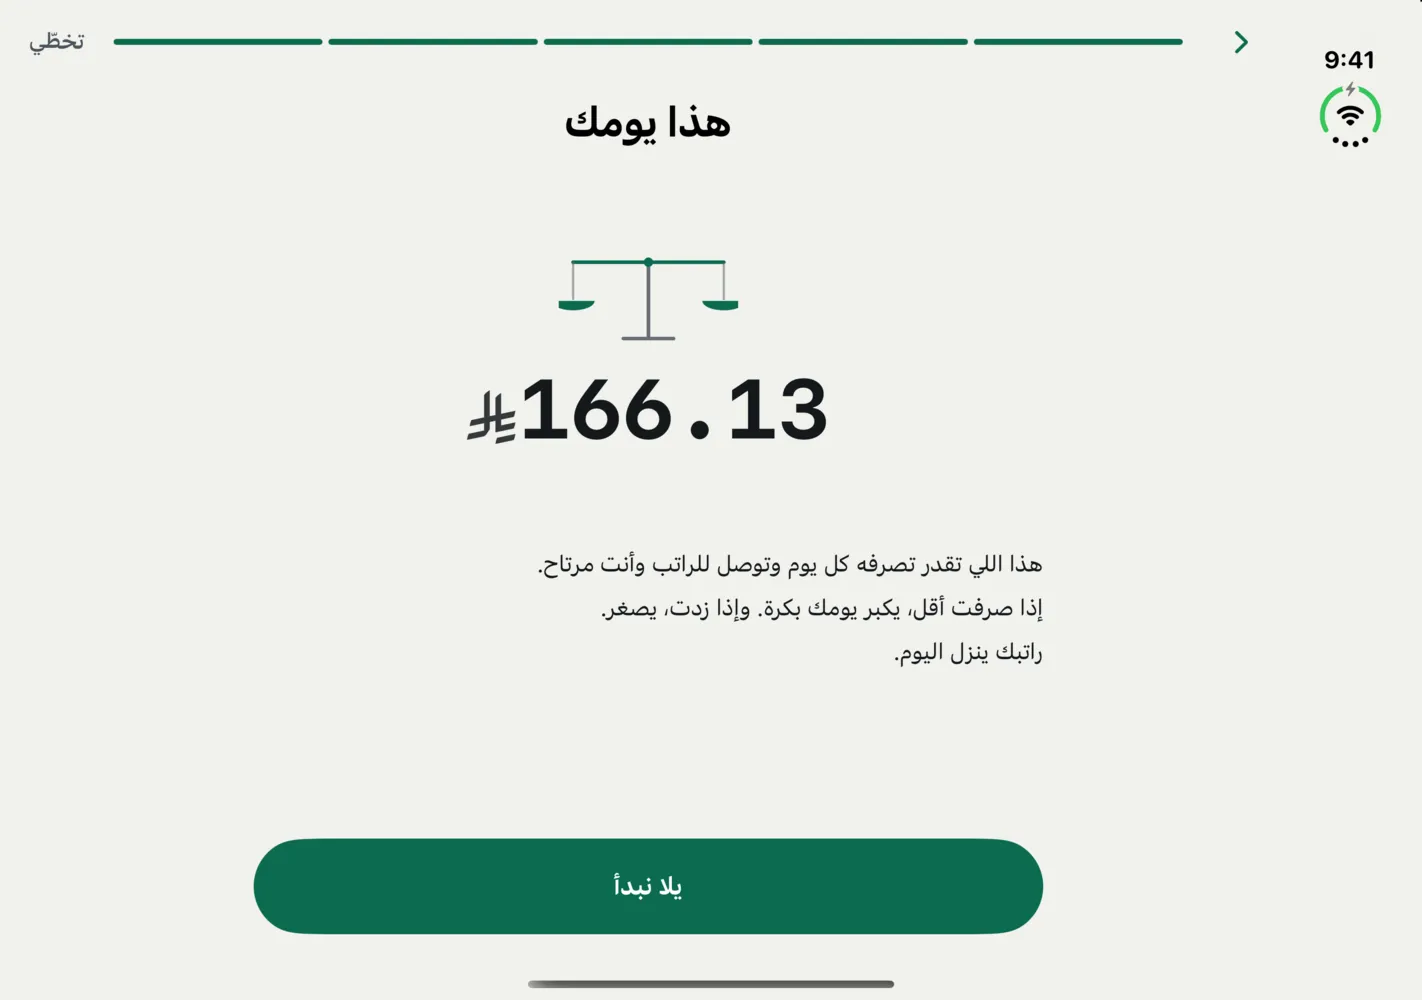 تخطّي
9:41
هذا يومك
166.13
هذا اللي تقدر تصرفه كل يوم وتوصل للراتب وأنت مرتاح.
إذا صرفت أقل، يكبر يومك بكرة. وإذا زدت، يصغر.
راتبك ينزل اليوم.
يلا نبدأ